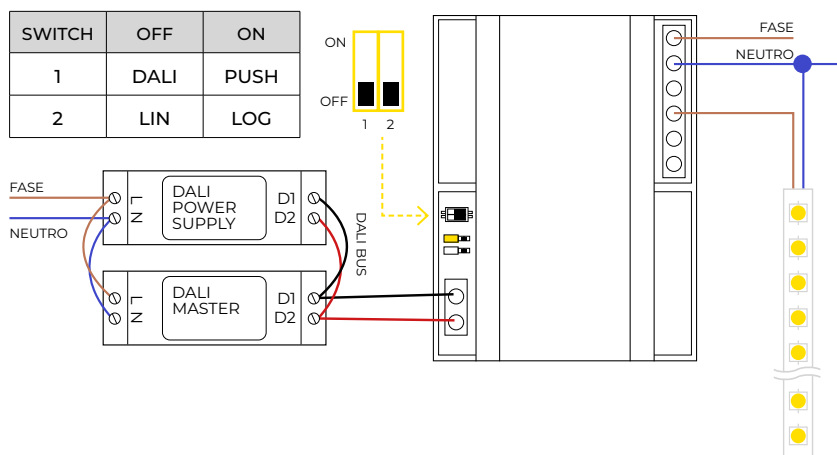 SWITCH OFF ON
1 DALI PUSH
2 LIN LOG
ON
OFF
1 2
FASE
NEUTRO
FASE
NEUTRO
L
N
DALI
POWER
SUPPLY
D1
D2
DALI BUS
L
N
DALI
MASTER
D1
D2